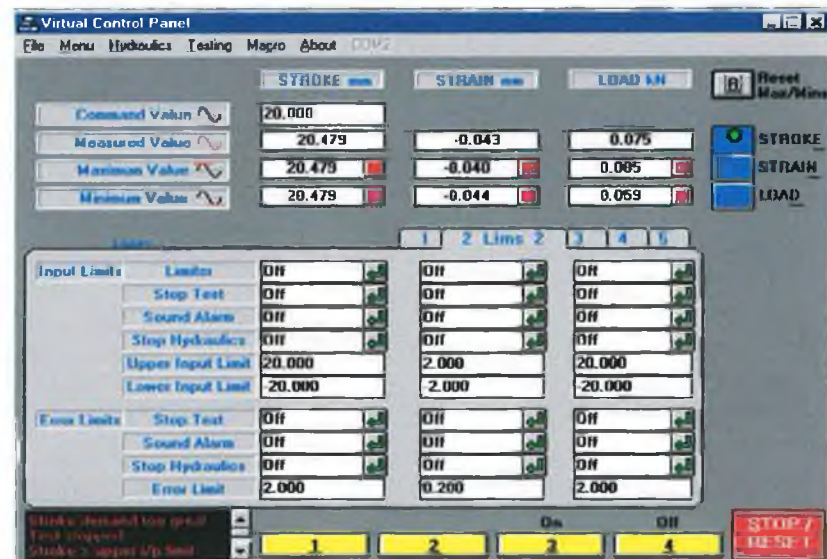 Virtual Control Panel
File Menu Hydraulics Testing Macro About COM2
STROKE mm STRAIN mm LOAD kN Reset Max/Mins
Command Value 20.000
Measured Value 20.479 -0.043 0.075 STROKE
Maximum Value 20.479 -0.040 0.085 STRAIN
Minimum Value 20.479 -0.044 0.059 LOAD
1 2 Lims 2 3 4 5
Input Limits Limiter Off Off Off
Stop Test Off Off Off
Sound Alarm Off Off Off
Stop Hydraulics Off Off Off
Upper Input Limit 20.000 2.000 20.000
Lower Input Limit -20.000 -2.000 -20.000
Error Limits Stop Test Off Off Off
Sound Alarm Off Off Off
Stop Hydraulics Off Off Off
Error Limit 2.000 0.200 2.000
Stroke demand too great On Off
Test stopped
Stroke > upper i/p limit 1 2 3 4
STOP / RESET